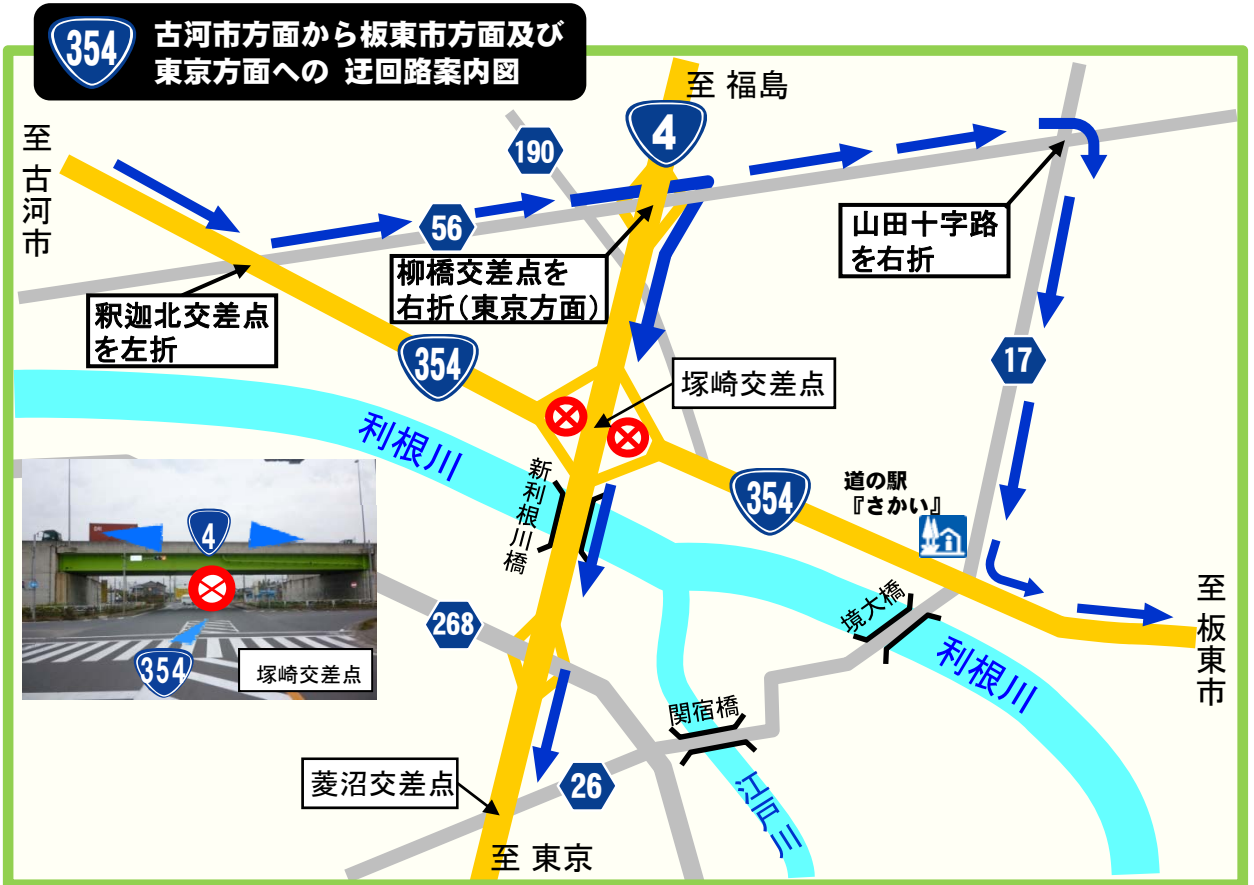 354
古河市方面から板東市方面及び
東京方面への 迂回路案内図
至 福島
4
至 古河市
190
56
山田十字路
を右折
柳橋交差点を
右折(東京方面)
釈迦北交差点
を左折
354
17
塚崎交差点
利根川
新利根川橋
354
道の駅
『さかい』
4
354
塚崎交差点
268
境大橋
至 板東市
利根川
関宿橋
菱沼交差点
26
江戸川
至 東京